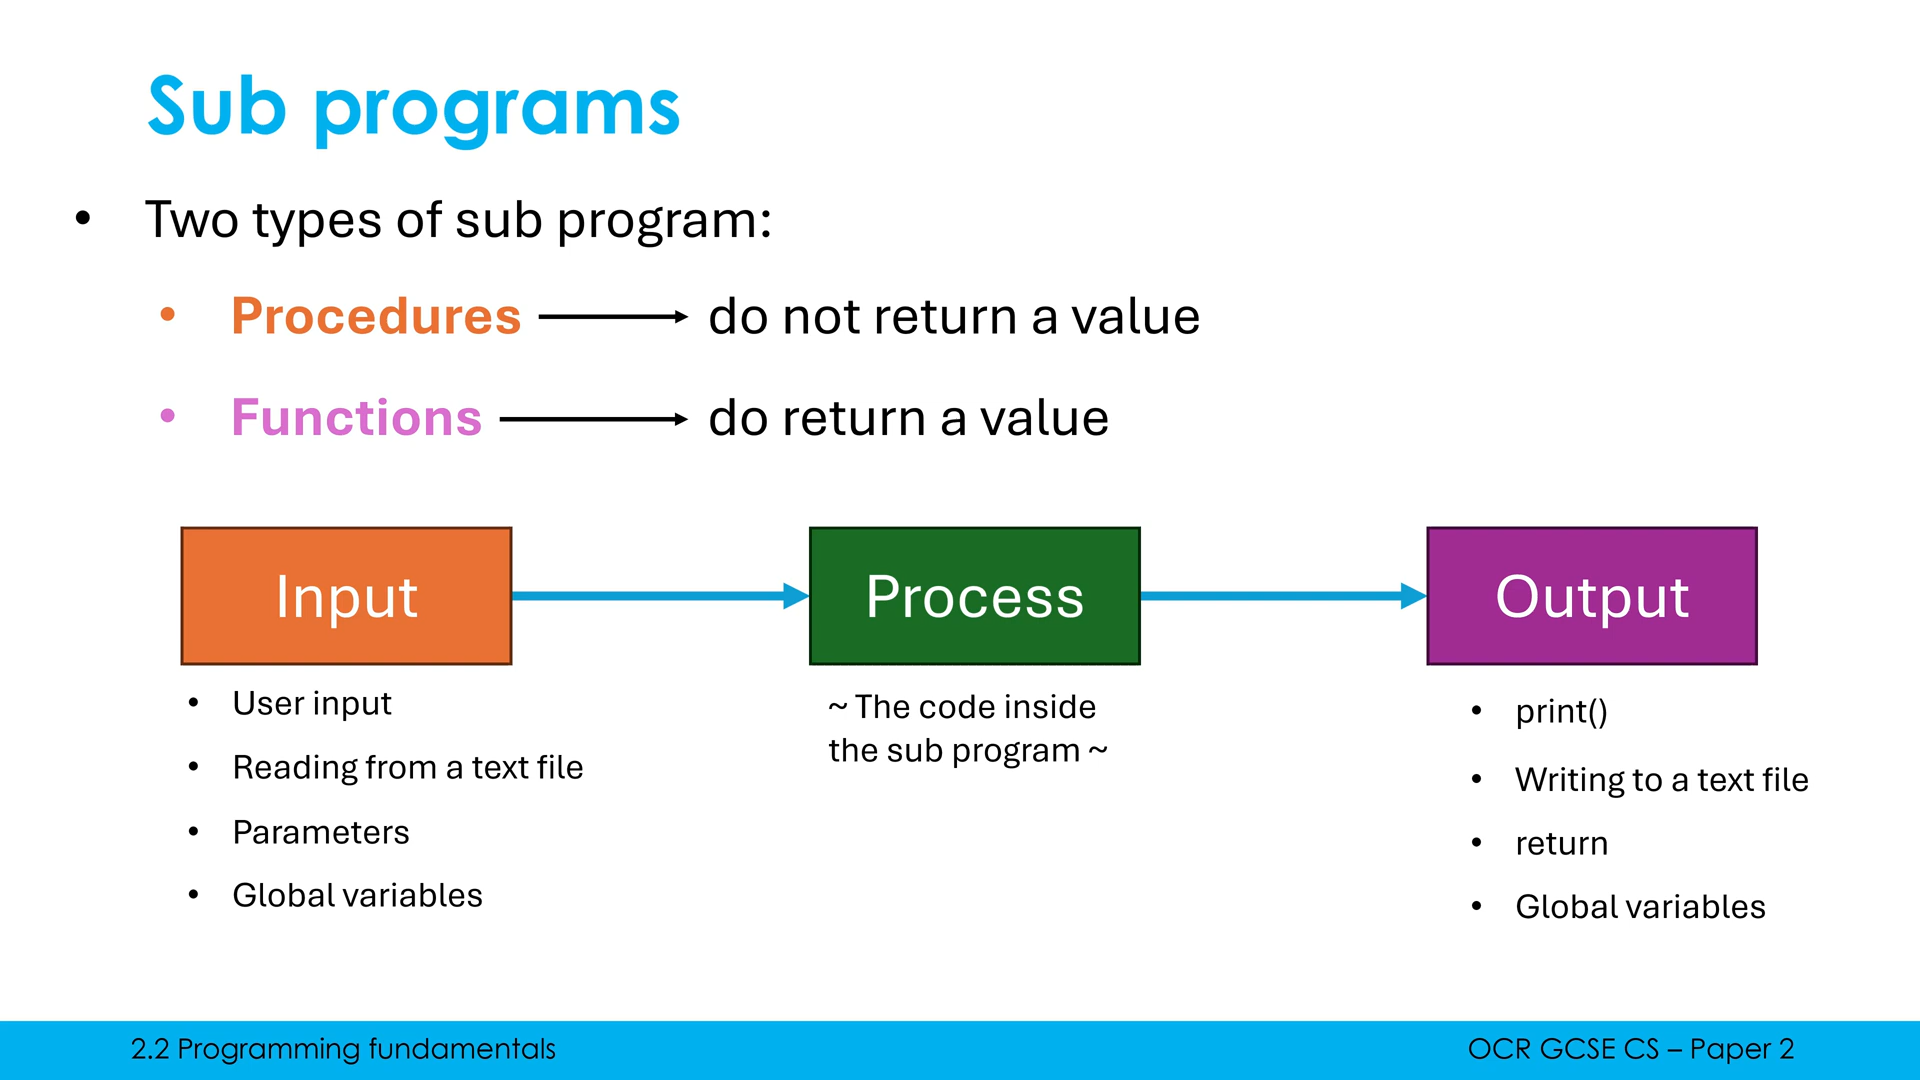 Sub programs
• Two types of sub program:
• Procedures do not return a value
• Functions do return a value
Input
Process
Output
• User input
• Reading from a text file
• Parameters
• Global variables
~ The code inside
the sub program ~
• print()
• Writing to a text file
• return
• Global variables
2.2 Programming fundamentals
OCR GCSE CS – Paper 2